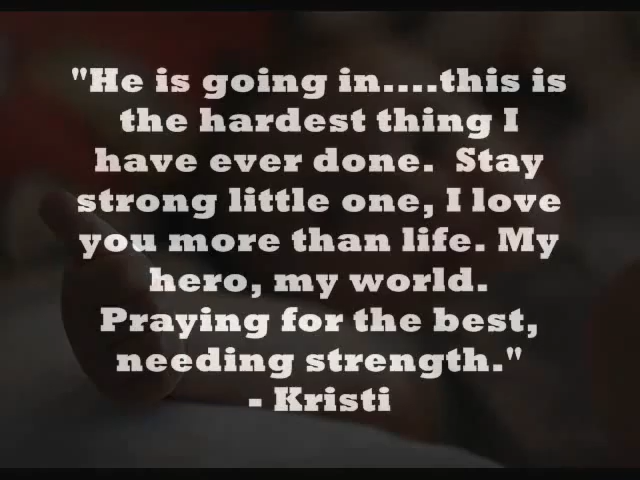 "He is going in....this is
the hardest thing I
have ever done.  Stay
strong little one, I love
you more than life. My
hero, my world.
Praying for the best,
needing strength."
- Kristi